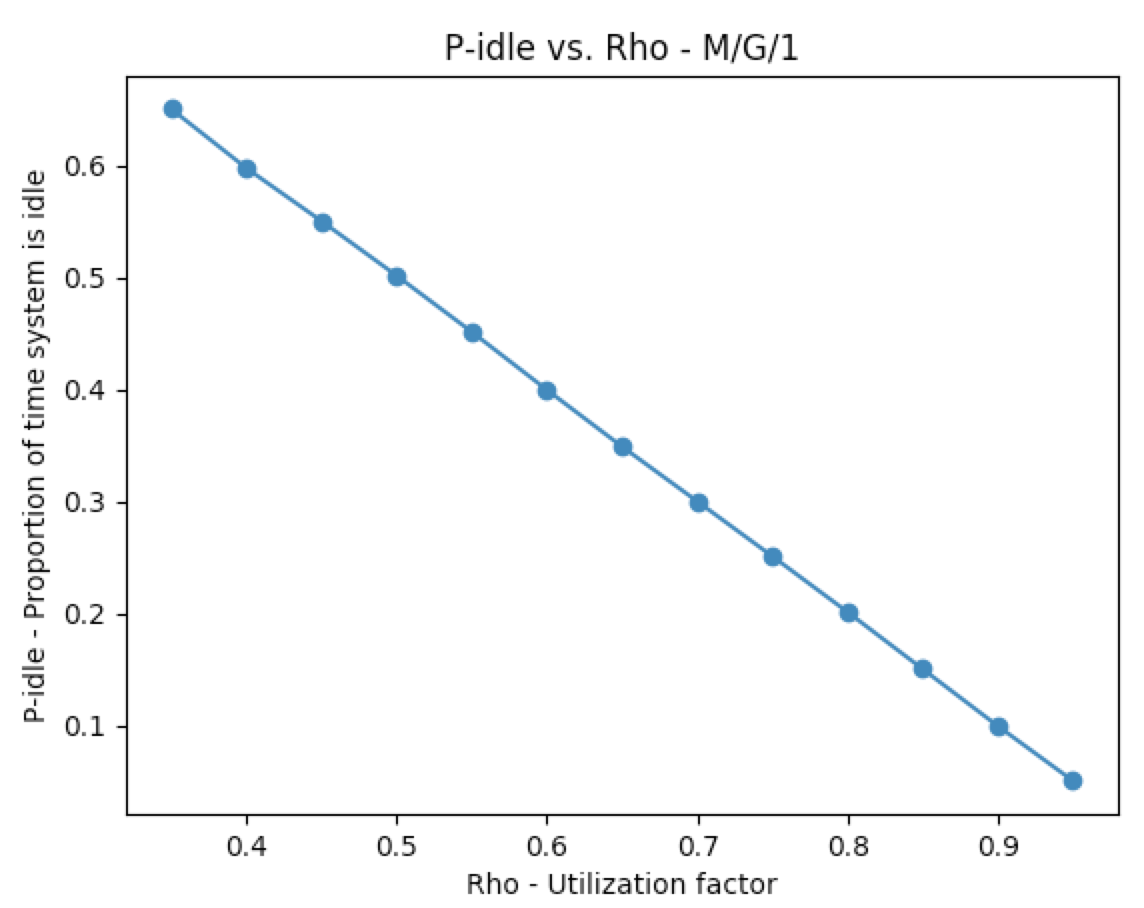 P-idle vs. Rho - M/G/1
P-idle - Proportion of time system is idle
0.6
0.5
0.4
0.3
0.2
0.1
0.4 0.5 0.6 0.7 0.8 0.9
Rho - Utilization factor